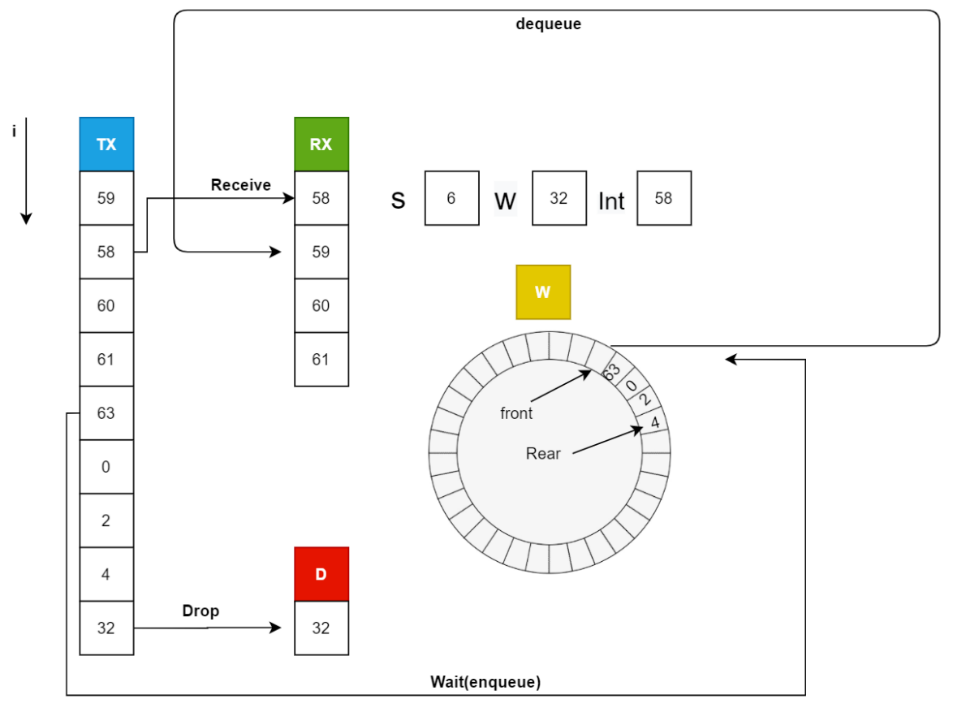 dequeue
i
TX
RX
59
Receive
58
S
6
W
32
Int
58
58
59
W
60
60
61
61
63
63
0
2
4
front
Rear
0
2
4
D
32
Drop
32
Wait(enqueue)